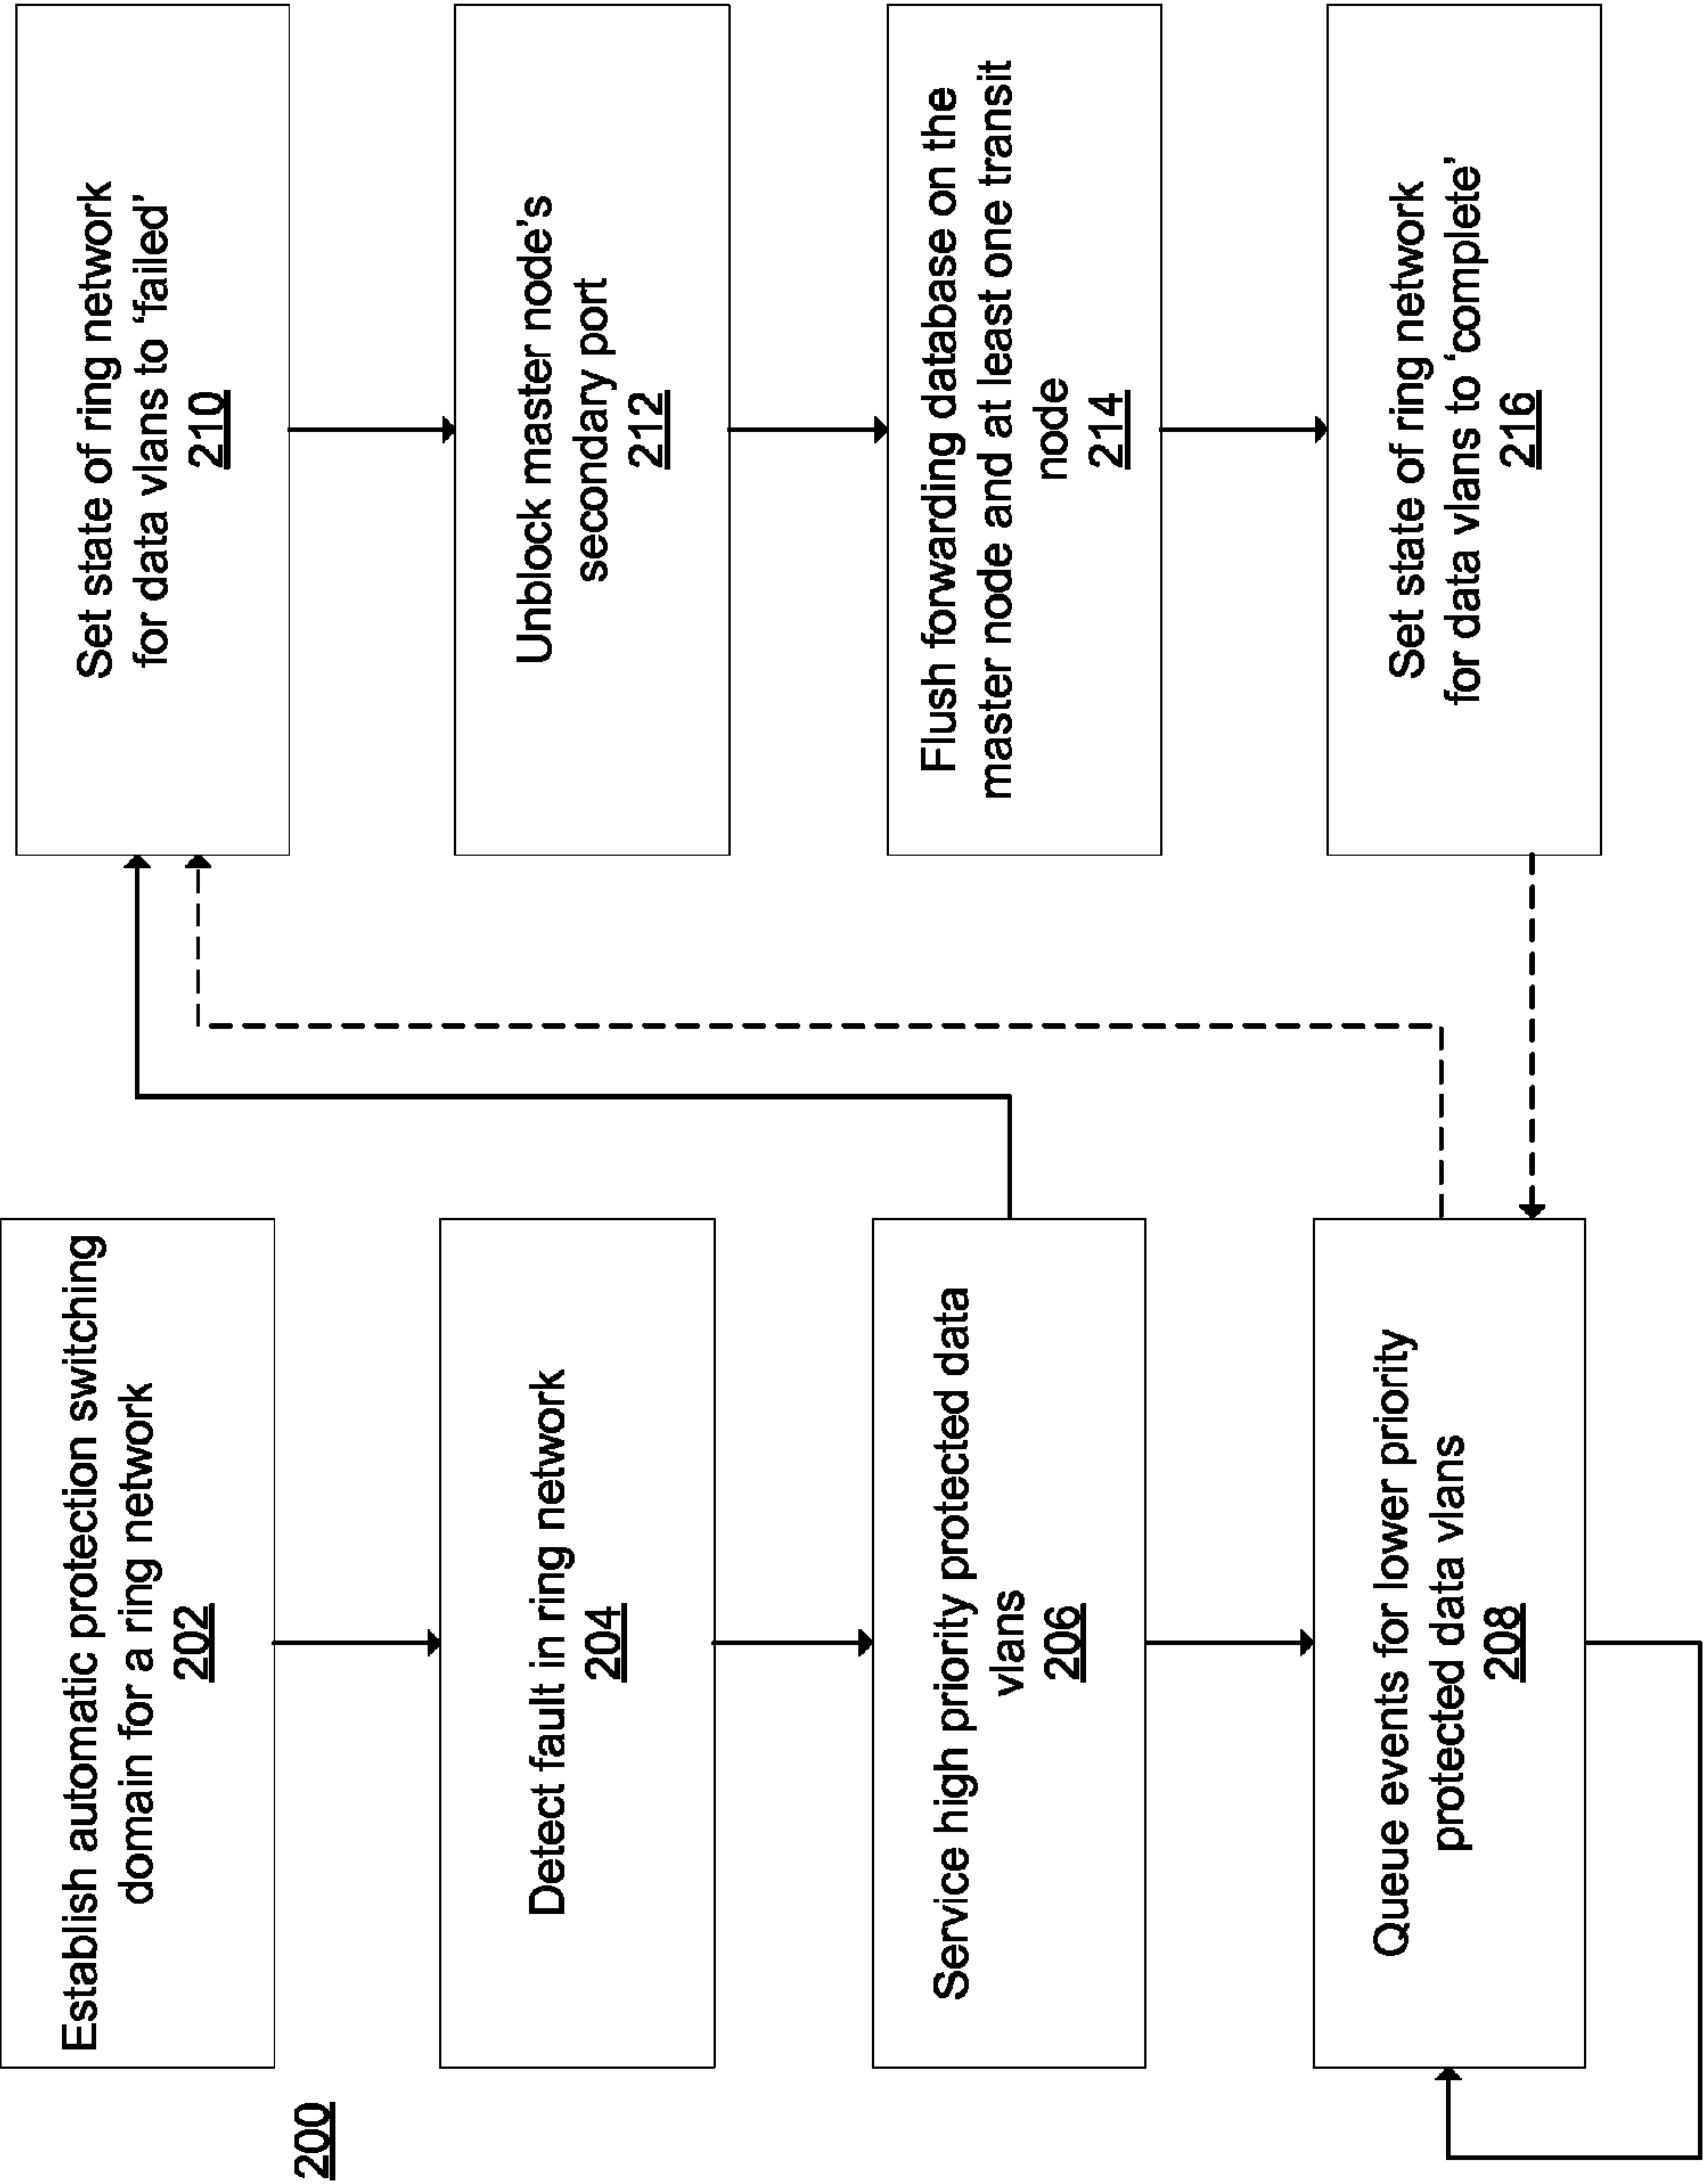 200
Establish automatic protection switching
domain for a ring network
202
Detect fault in ring network
204
Service high priority protected data
vlans
206
Queue events for lower priority
protected data vlans
208
Set state of ring network
for data vlans to ‘failed’
210
Unblock master node’s
secondary port
212
Flush forwarding database on the
master node and at least one transit
node
214
Set state of ring network
for data vlans to ‘complete’
216